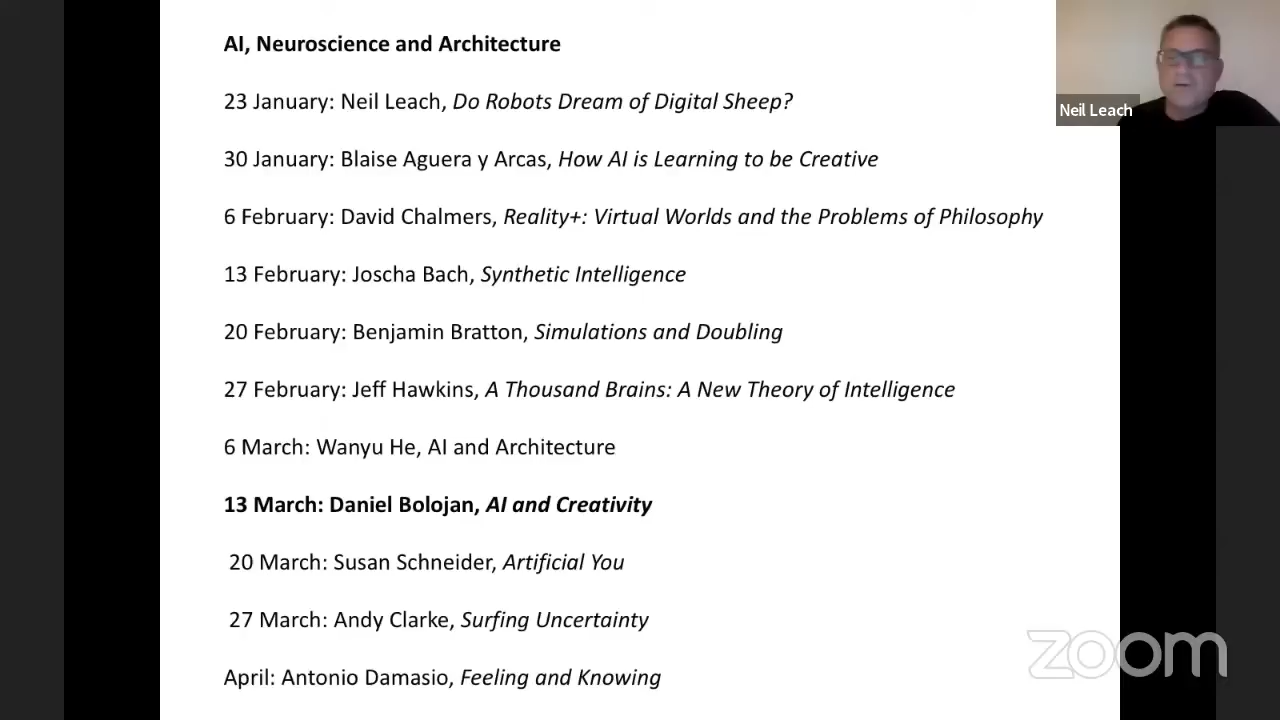 AI, Neuroscience and Architecture
23 January: Neil Leach, Do Robots Dream of Digital Sheep?
30 January: Blaise Aguera y Arcas, How AI is Learning to be Creative
6 February: David Chalmers, Reality+: Virtual Worlds and the Problems of Philosophy
13 February: Joscha Bach, Synthetic Intelligence
20 February: Benjamin Bratton, Simulations and Doubling
27 February: Jeff Hawkins, A Thousand Brains: A New Theory of Intelligence
6 March: Wanyu He, AI and Architecture
13 March: Daniel Bolojan, AI and Creativity
20 March: Susan Schneider, Artificial You
27 March: Andy Clarke, Surfing Uncertainty
April: Antonio Damasio, Feeling and Knowing
Neil Leach
zoom